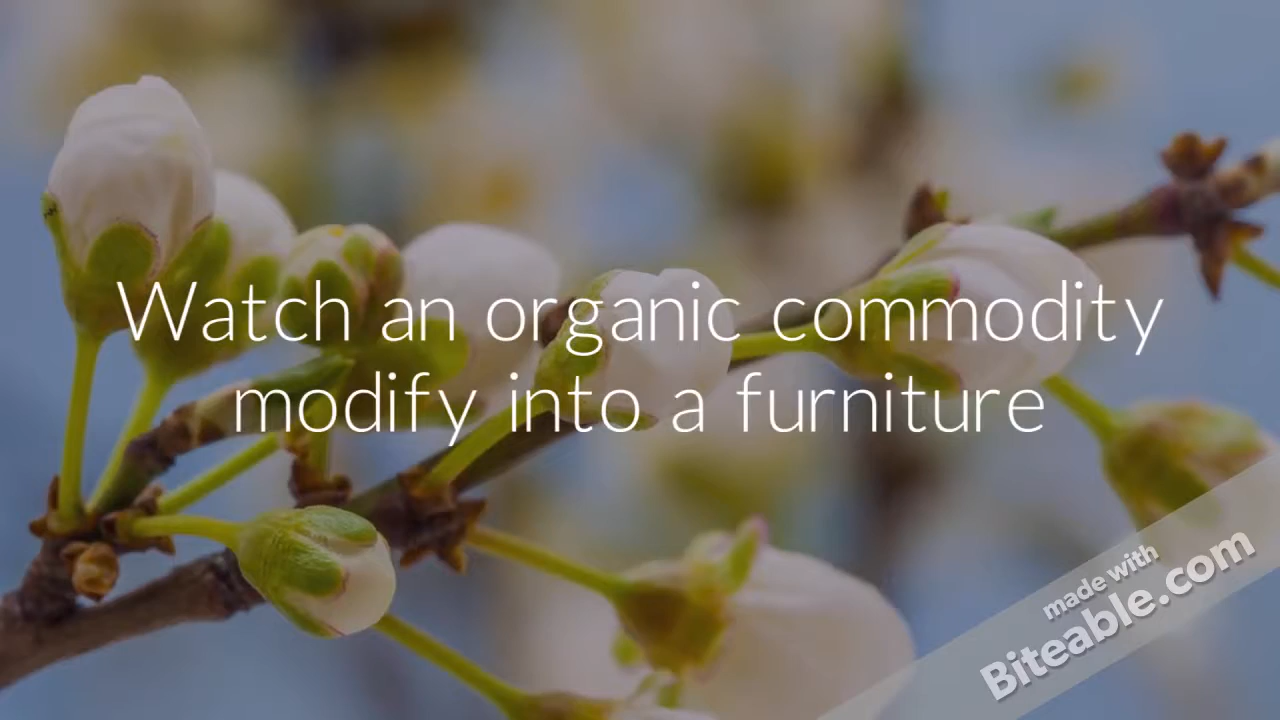 Watch an organic commodity
modify into a furniture
made with
Biteable.com